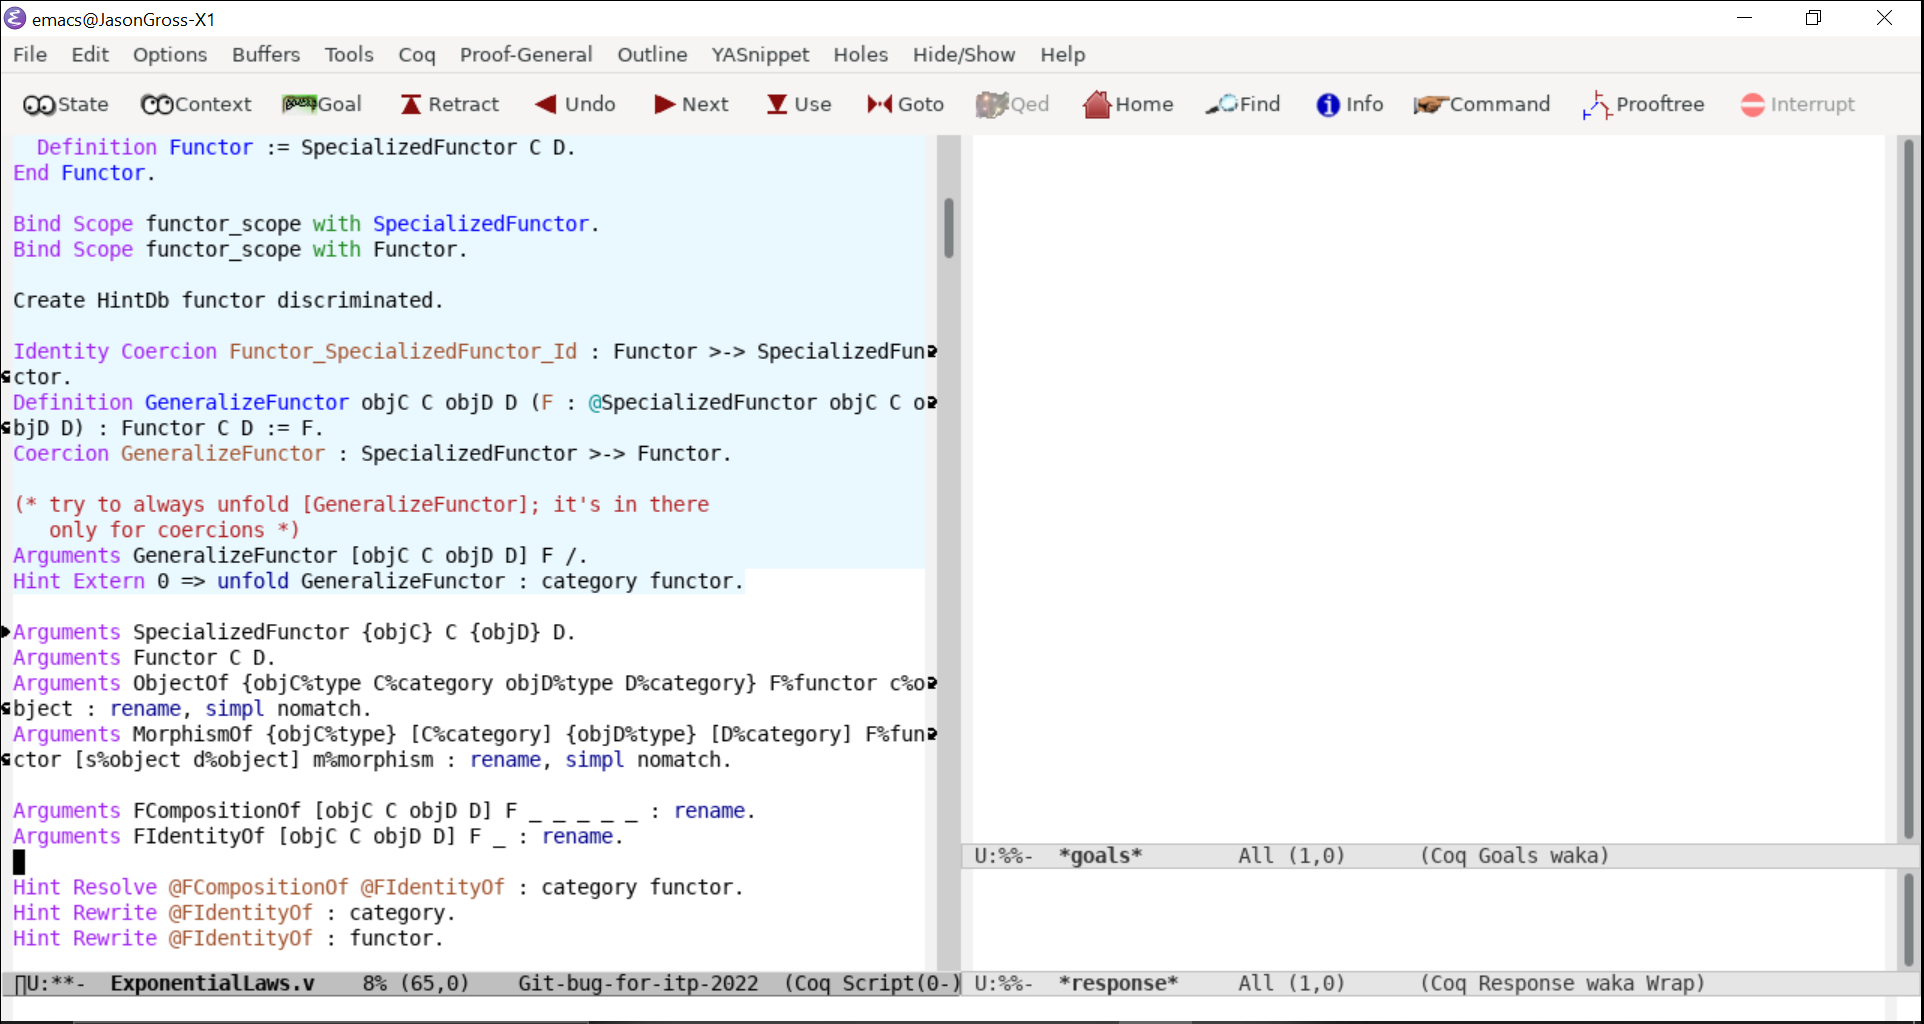 emacs@JasonGross-X1
File Edit Options Buffers Tools Coq Proof-General Outline YASnippet Holes Hide/Show Help
State Context Goal Retract Next Undo Use Goto Qed Home Find Info Command Prooftree Interrupt
  Definition Functor := SpecializedFunctor C D.
End Functor.

Bind Scope functor_scope with SpecializedFunctor.
Bind Scope functor_scope with Functor.

Create HintDb functor discriminated.

Identity Coercion Functor_SpecializedFunctor_Id : Functor >-> SpecializedFun
ctor.
Definition GeneralizeFunctor objC C objD D (F : @SpecializedFunctor objC C o
bjD D) : Functor C D := F.
Coercion GeneralizeFunctor : SpecializedFunctor >-> Functor.

(* try to always unfold [GeneralizeFunctor]; it's in there
   only for coercions *)
Arguments GeneralizeFunctor [objC C objD D] F /.
Hint Extern 0 => unfold GeneralizeFunctor : category functor.

Arguments SpecializedFunctor {objC} C {objD} D.
Arguments Functor C D.
Arguments ObjectOf {objC%type C%category objD%type D%category} F%functor c%o
bject : rename, simpl nomatch.
Arguments MorphismOf {objC%type} [C%category] {objD%type} [D%category] F%fun
ctor [s%object d%object] m%morphism : rename, simpl nomatch.

Arguments FCompositionOf [objC C objD D] F _ _ _ _ _ : rename.
Arguments FIdentityOf [objC C objD D] F _ : rename.

Hint Resolve @FCompositionOf @FIdentityOf : category functor.
Hint Rewrite @FIdentityOf : category.
Hint Rewrite @FIdentityOf : functor.
U:**- ExponentialLaws.v 8% (65,0) Git-bug-for-itp-2022 (Coq Script(0-)
U:%%- *goals* All (1,0) (Coq Goals waka)
U:%%- *response* All (1,0) (Coq Response waka Wrap)